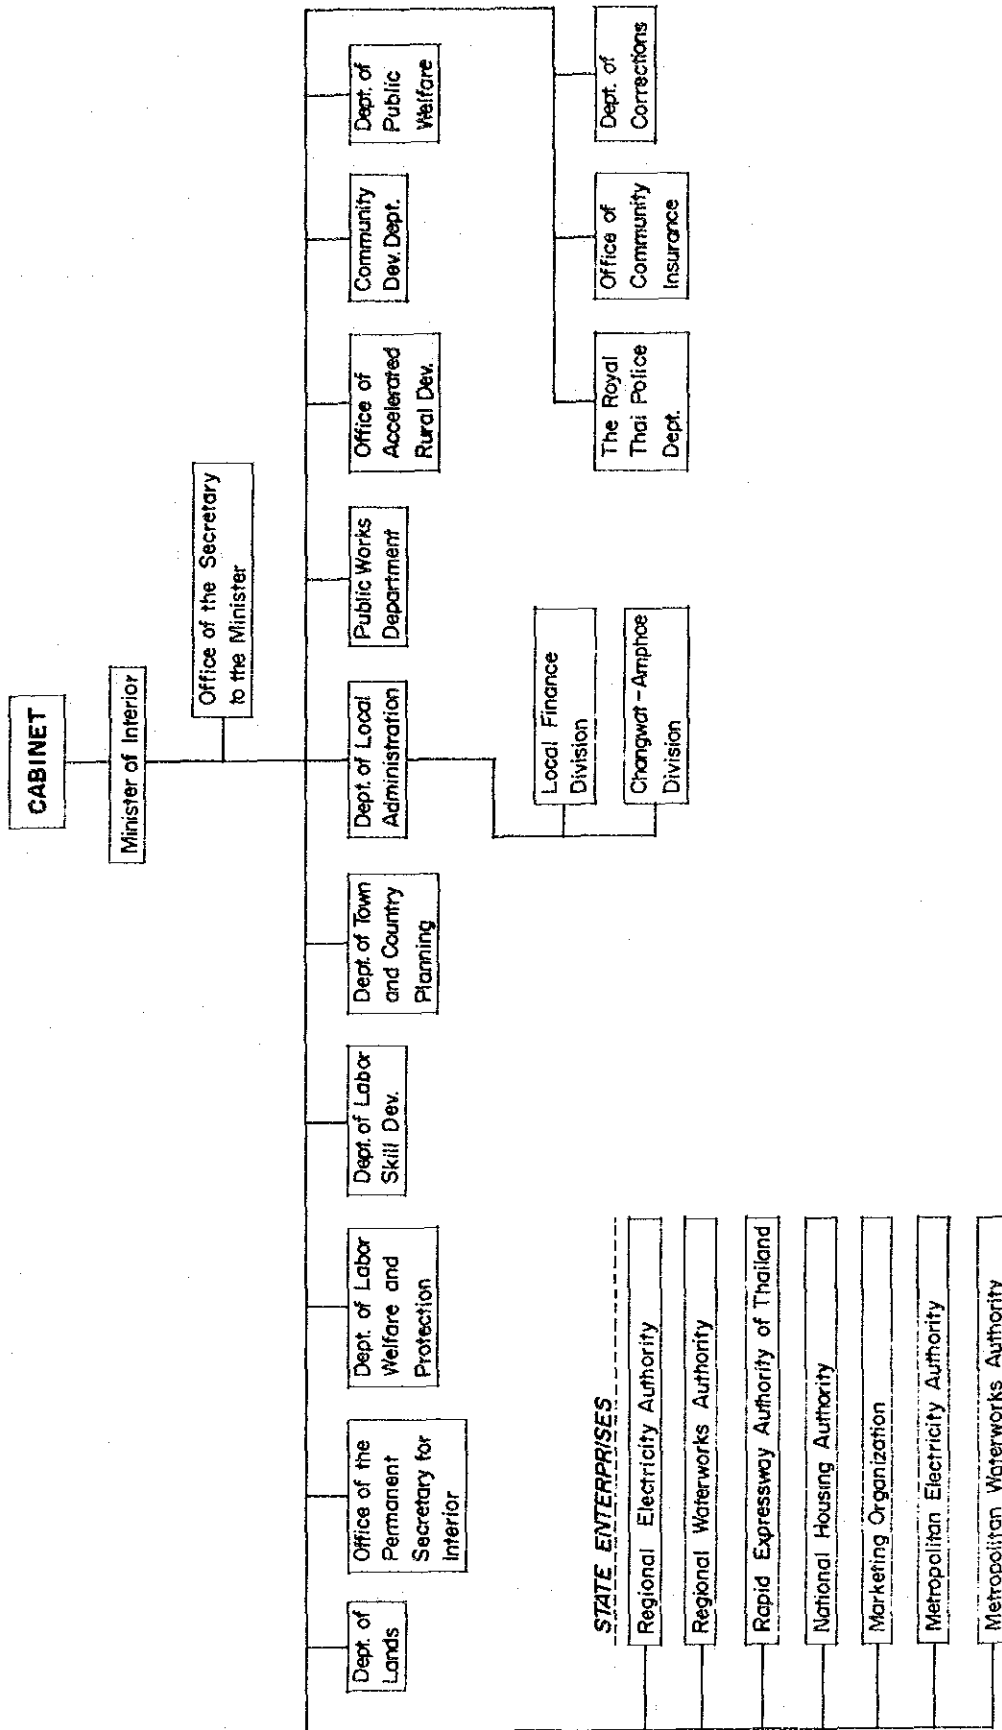 CABINET
Minister of Interior
Office of the Secretary
to the Minister
Dept. of
Lands
Office of the
Permanent
Secretary for
Interior
Dept. of Labor
Welfare and
Protection
Dept. of Labor
Skill Dev.
Dept. of Town
and Country
Planning
Dept. of Local
Administration
Public Works
Department
Office of
Accelerated
Rural Dev.
Community
Dev. Dept.
Dept. of
Public
Welfare
Local Finance
Division
Changwat-Amphoe
Division
The Royal
Thai Police
Dept.
Office of
Community
Insurance
Dept. of
Corrections
STATE ENTERPRISES
Regional Electricity Authority
Regional Waterworks Authority
Rapid Expressway Authority of Thailand
National Housing Authority
Marketing Organization
Metropolitan Electricity Authority
Metropolitan Waterworks Authority